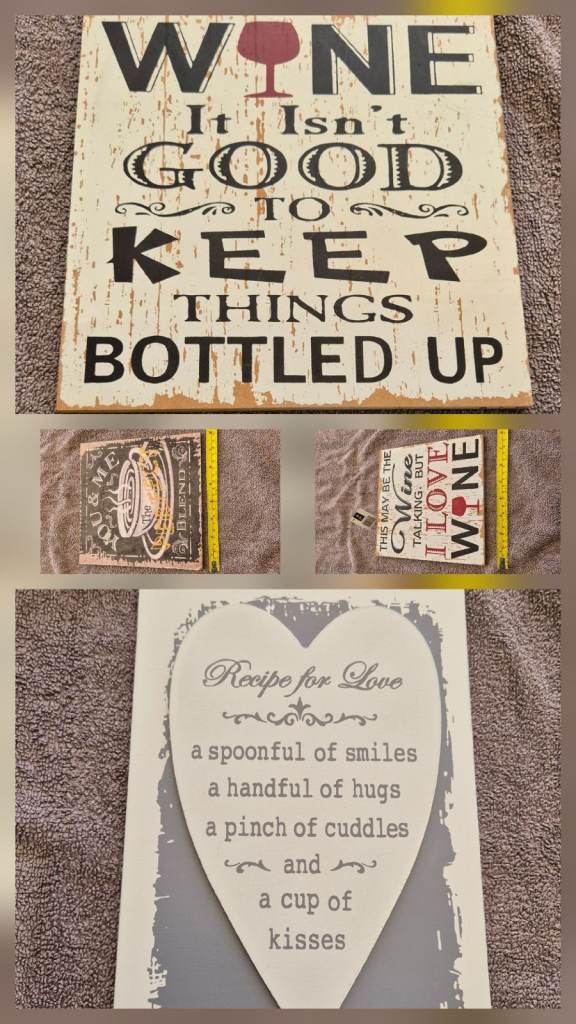 WINE
It Isn't
GOOD
TO
KEEP
THINGS
BOTTLED UP
YOU & ME
The
BLEND
THIS MAY BE THE
Wine
TALKING, BUT
I LOVE
WINE
Recipe for Love
a spoonful of smiles
a handful of hugs
a pinch of cuddles
and
a cup of
kisses